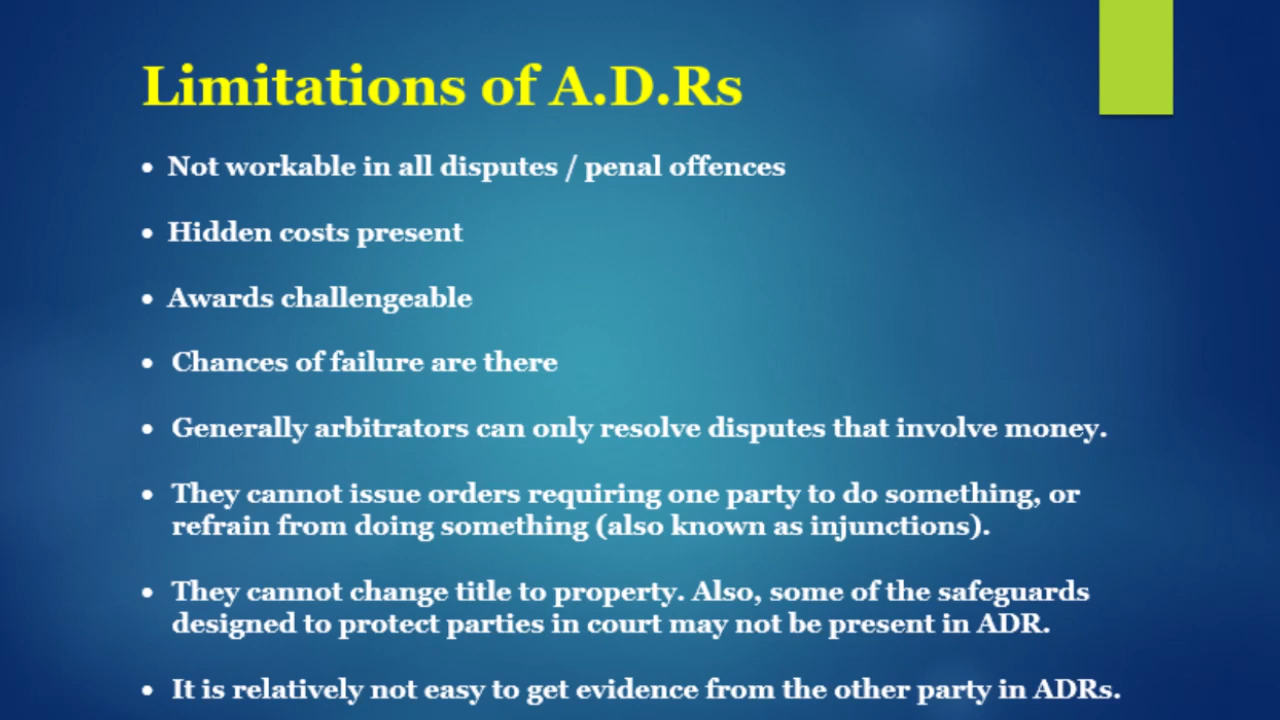 Limitations of A.D.Rs
• Not workable in all disputes / penal offences
• Hidden costs present
• Awards challengeable
• Chances of failure are there
• Generally arbitrators can only resolve disputes that involve money.
• They cannot issue orders requiring one party to do something, or
refrain from doing something (also known as injunctions).
• They cannot change title to property. Also, some of the safeguards
designed to protect parties in court may not be present in ADR.
• It is relatively not easy to get evidence from the other party in ADRs.